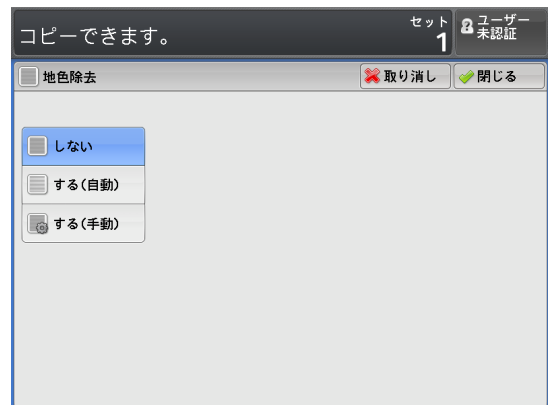 コピーできます。
セット
1
ユーザー
未認証
地色除去
取り消し
閉じる
しない
する(自動)
する(手動)